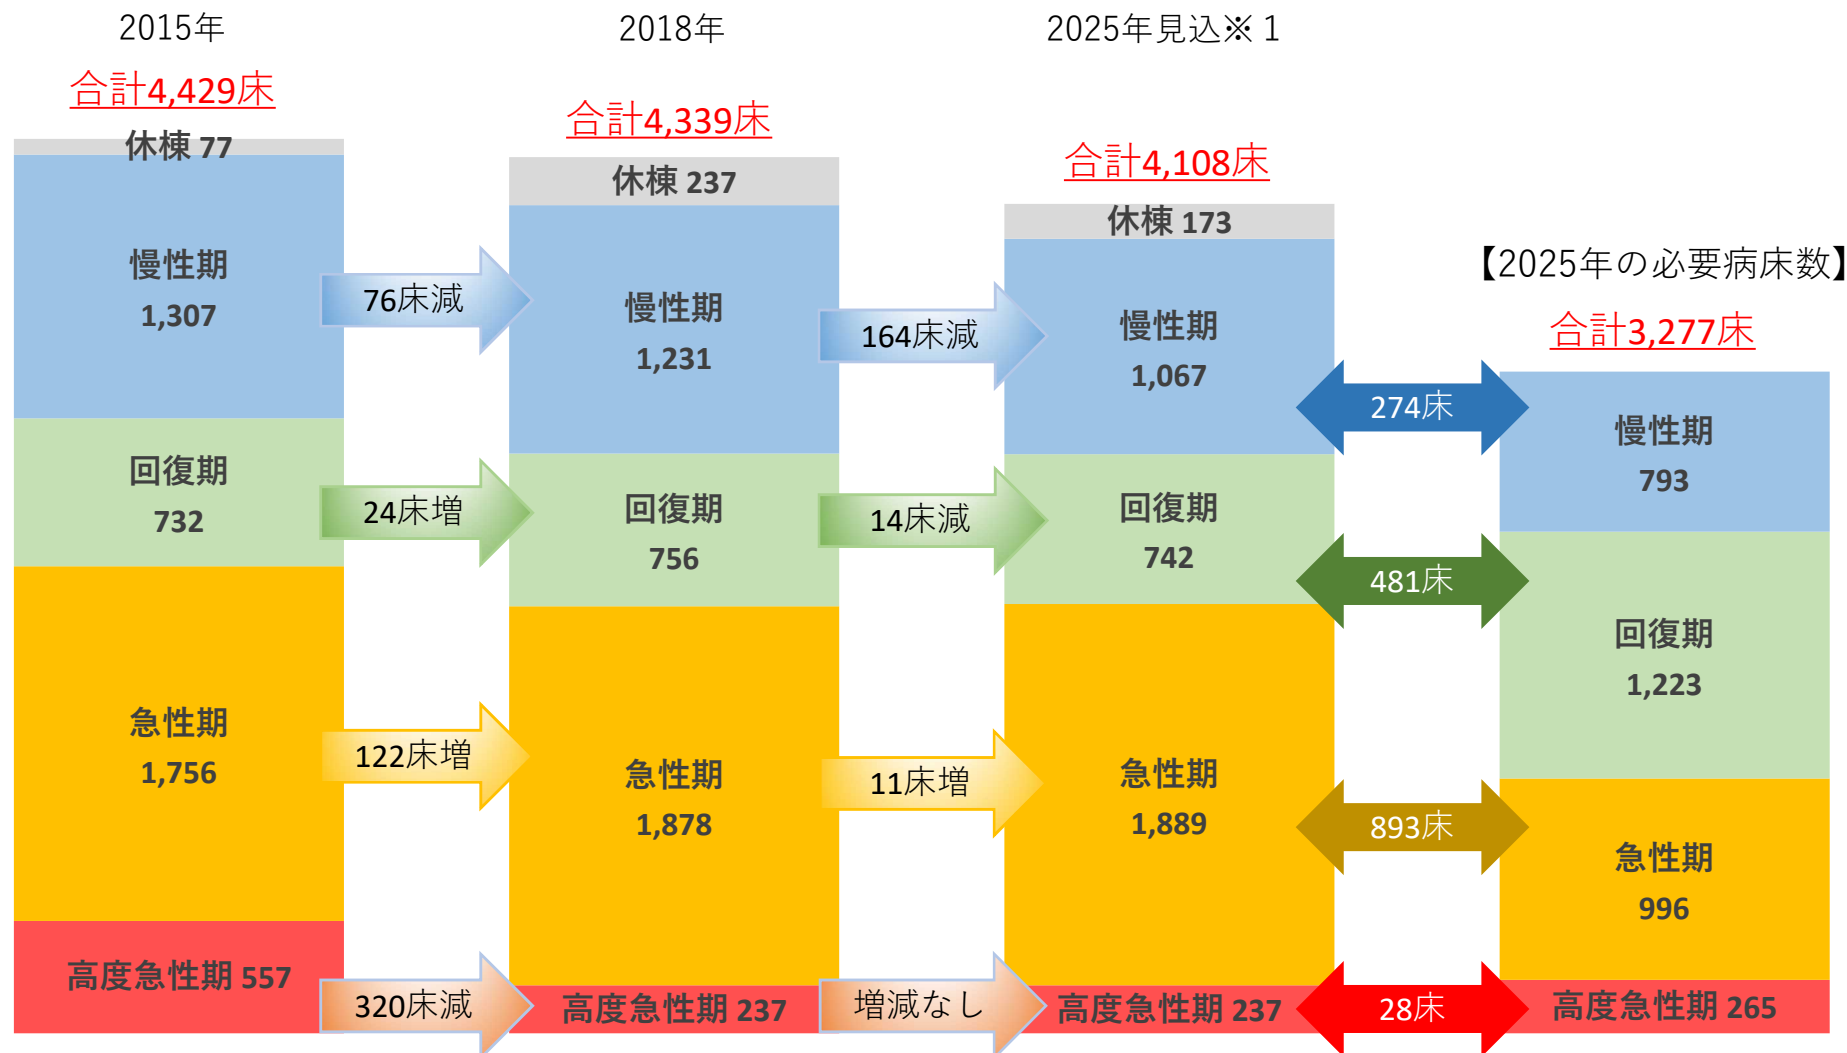 2015年
合計4,429床
休棟 77
慢性期
1,307
回復期
732
急性期
1,756
高度急性期 557
76床減
24床増
122床増
320床減
2018年
合計4,339床
休棟 237
慢性期
1,231
回復期
756
急性期
1,878
高度急性期 237
164床減
14床減
11床増
増減なし
2025年見込※１
合計4,108床
休棟 173
慢性期
1,067
回復期
742
急性期
1,889
高度急性期 237
274床
481床
893床
28床
【2025年の必要病床数】
合計3,277床
慢性期
793
回復期
1,223
急性期
996
高度急性期 265